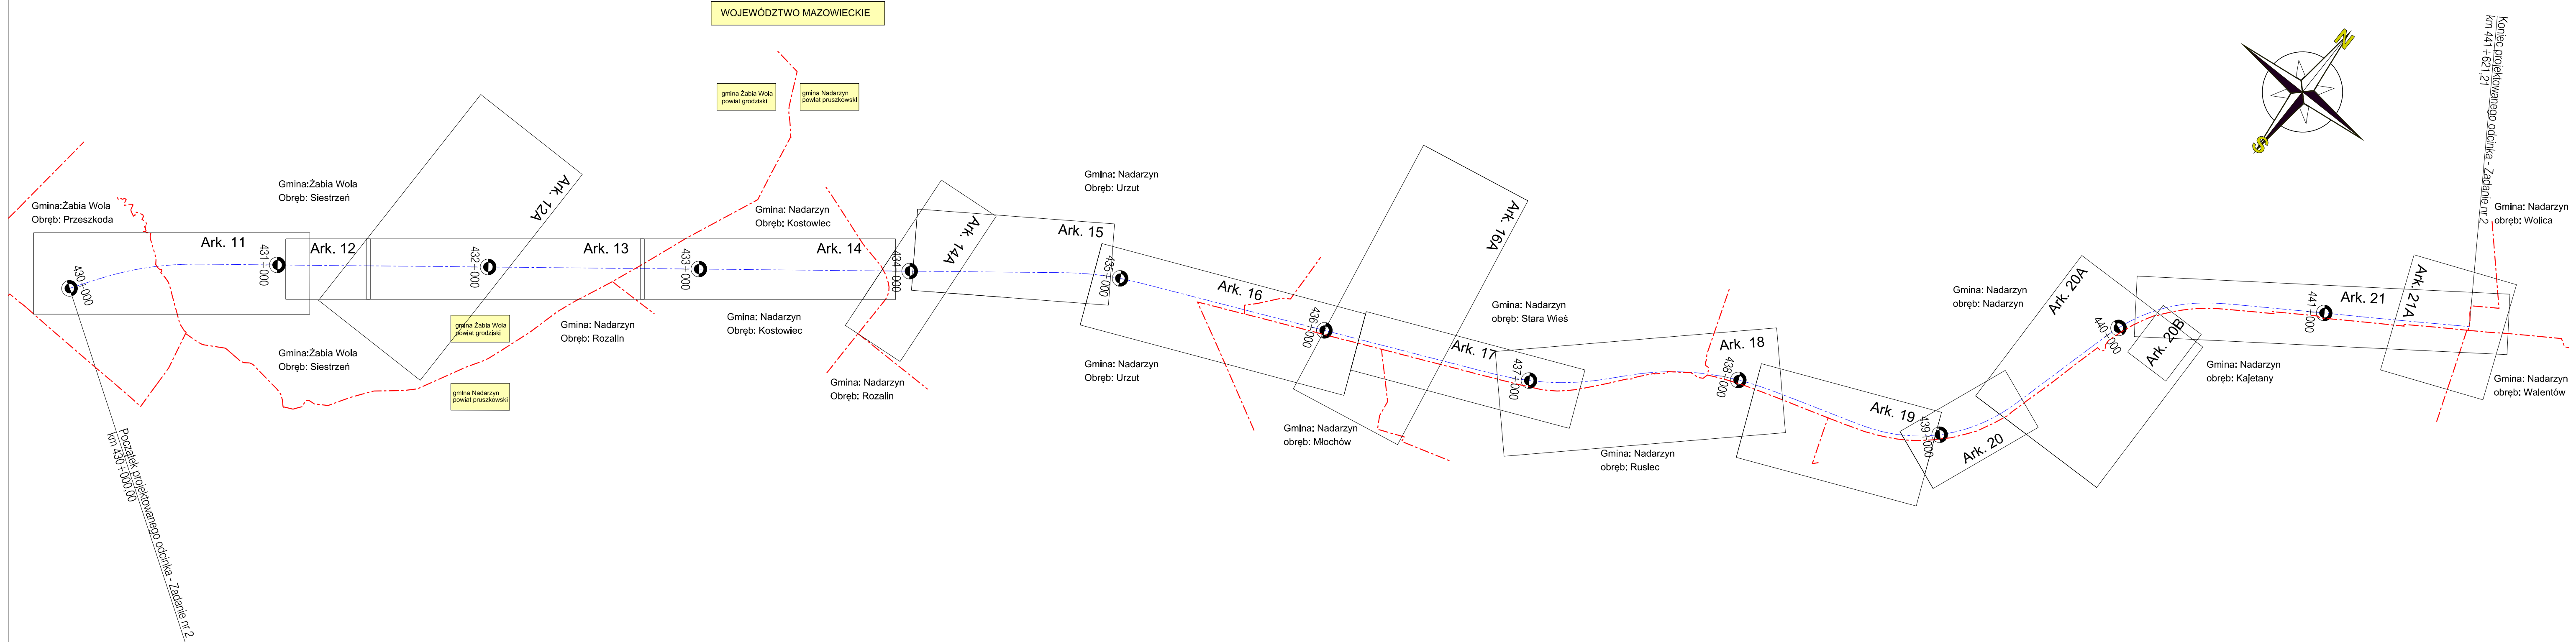 WOJEWÓDZTWO MAZOWIECKIE
gmina Żabia Wola
powiat grodziski
gmina Nadarzyn
powiat pruszkowski
N
S
Koniec projektowanego odcinka - Zadanie nr 2
km 441+621,21
Gmina:Żabia Wola
Obręb: Przeszkoda
Gmina:Żabia Wola
Obręb: Siestrzeń
Gmina: Nadarzyn
Obręb: Kostowiec
Gmina: Nadarzyn
Obręb: Urzut
Gmina: Nadarzyn
obręb: Wolica
Ark. 11
Ark. 12
Ark. 12A
Ark. 13
Ark. 14
Ark. 14A
Ark. 15
Ark. 16
Ark. 16A
Ark. 17
Ark. 18
Ark. 19
Ark. 20
Ark. 20A
Ark. 20B
Ark. 21
Ark. 21A
430+000
431+000
432+000
433+000
434+000
435+000
436+000
437+000
438+000
439+000
440+000
441+000
Gmina: Nadarzyn
obręb: Stara Wieś
Gmina: Nadarzyn
obręb: Nadarzyn
gmina Żabia Wola
powiat grodziski
gmina Nadarzyn
powiat pruszkowski
Gmina:Żabia Wola
Obręb: Siestrzeń
Gmina: Nadarzyn
Obręb: Rozalin
Gmina: Nadarzyn
Obręb: Kostowiec
Gmina: Nadarzyn
Obręb: Rozalin
Gmina: Nadarzyn
Obręb: Urzut
Gmina: Nadarzyn
obręb: Młochów
Gmina: Nadarzyn
obręb: Rusiec
Gmina: Nadarzyn
obręb: Kajetany
Gmina: Nadarzyn
obręb: Walentów
Początek projektowanego odcinka - Zadanie nr 2
km 430+000,00